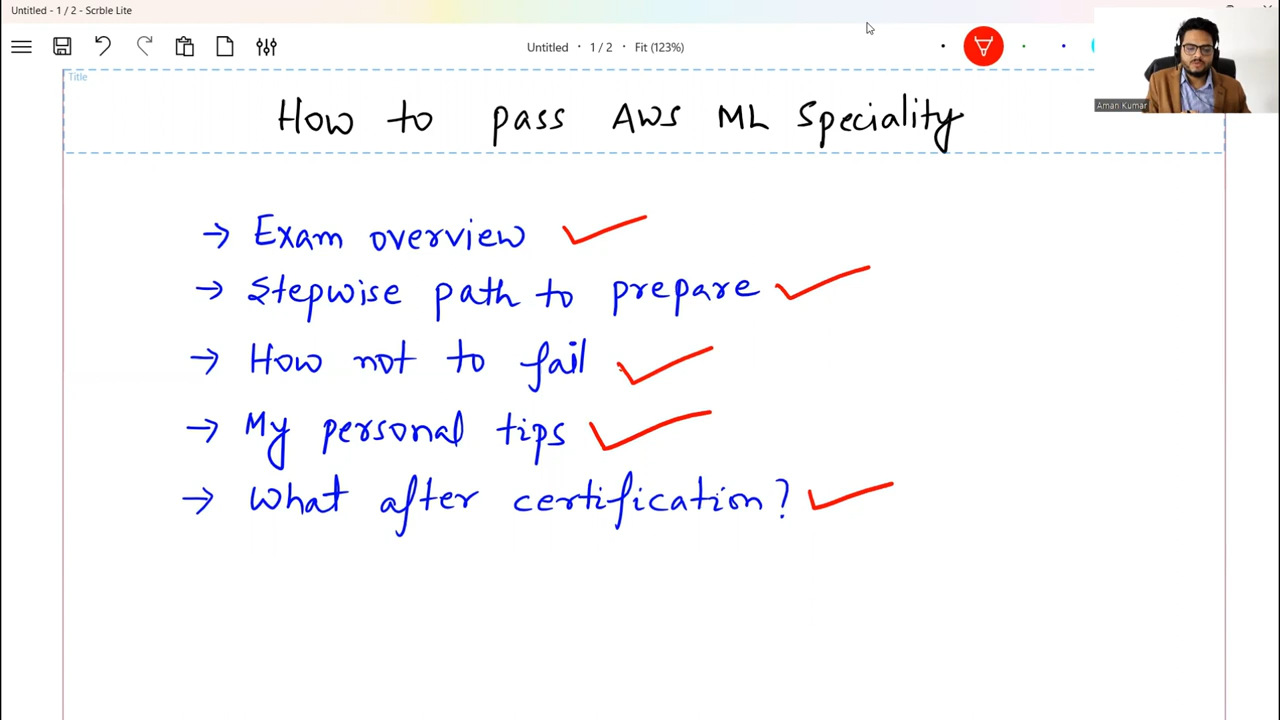 Untitled - 1 / 2 - Scrble Lite
Untitled • 1 / 2 • Fit (123%)
Aman Kumar
Title
How to pass AWS ML Speciality
→ Exam overview ✓
→ Stepwise path to prepare ✓
→ How not to fail ✓
→ My personal tips ✓
→ What after certification? ✓